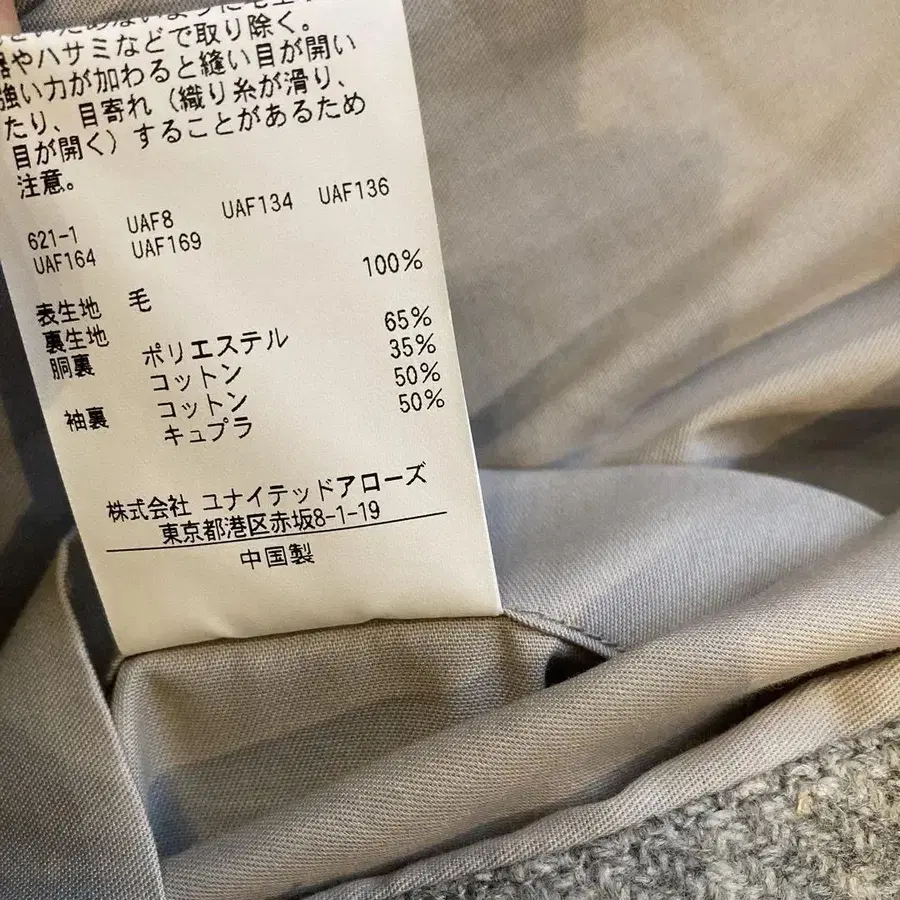 器やハサミなどで取り除く。
強い力が加わると縫い目が開い
たり、目寄れ（織り糸が滑り、
目が開く）することがあるため
注意。
621-1 UAF8 UAF134 UAF136
UAF164 UAF169
表生地 毛 100%
裏生地
胴裏 ポリエステル 65%
コットン 35%
袖裏 コットン 50%
キュプラ 50%
株式会社 ユナイテッドアローズ
東京都港区赤坂8-1-19
中国製